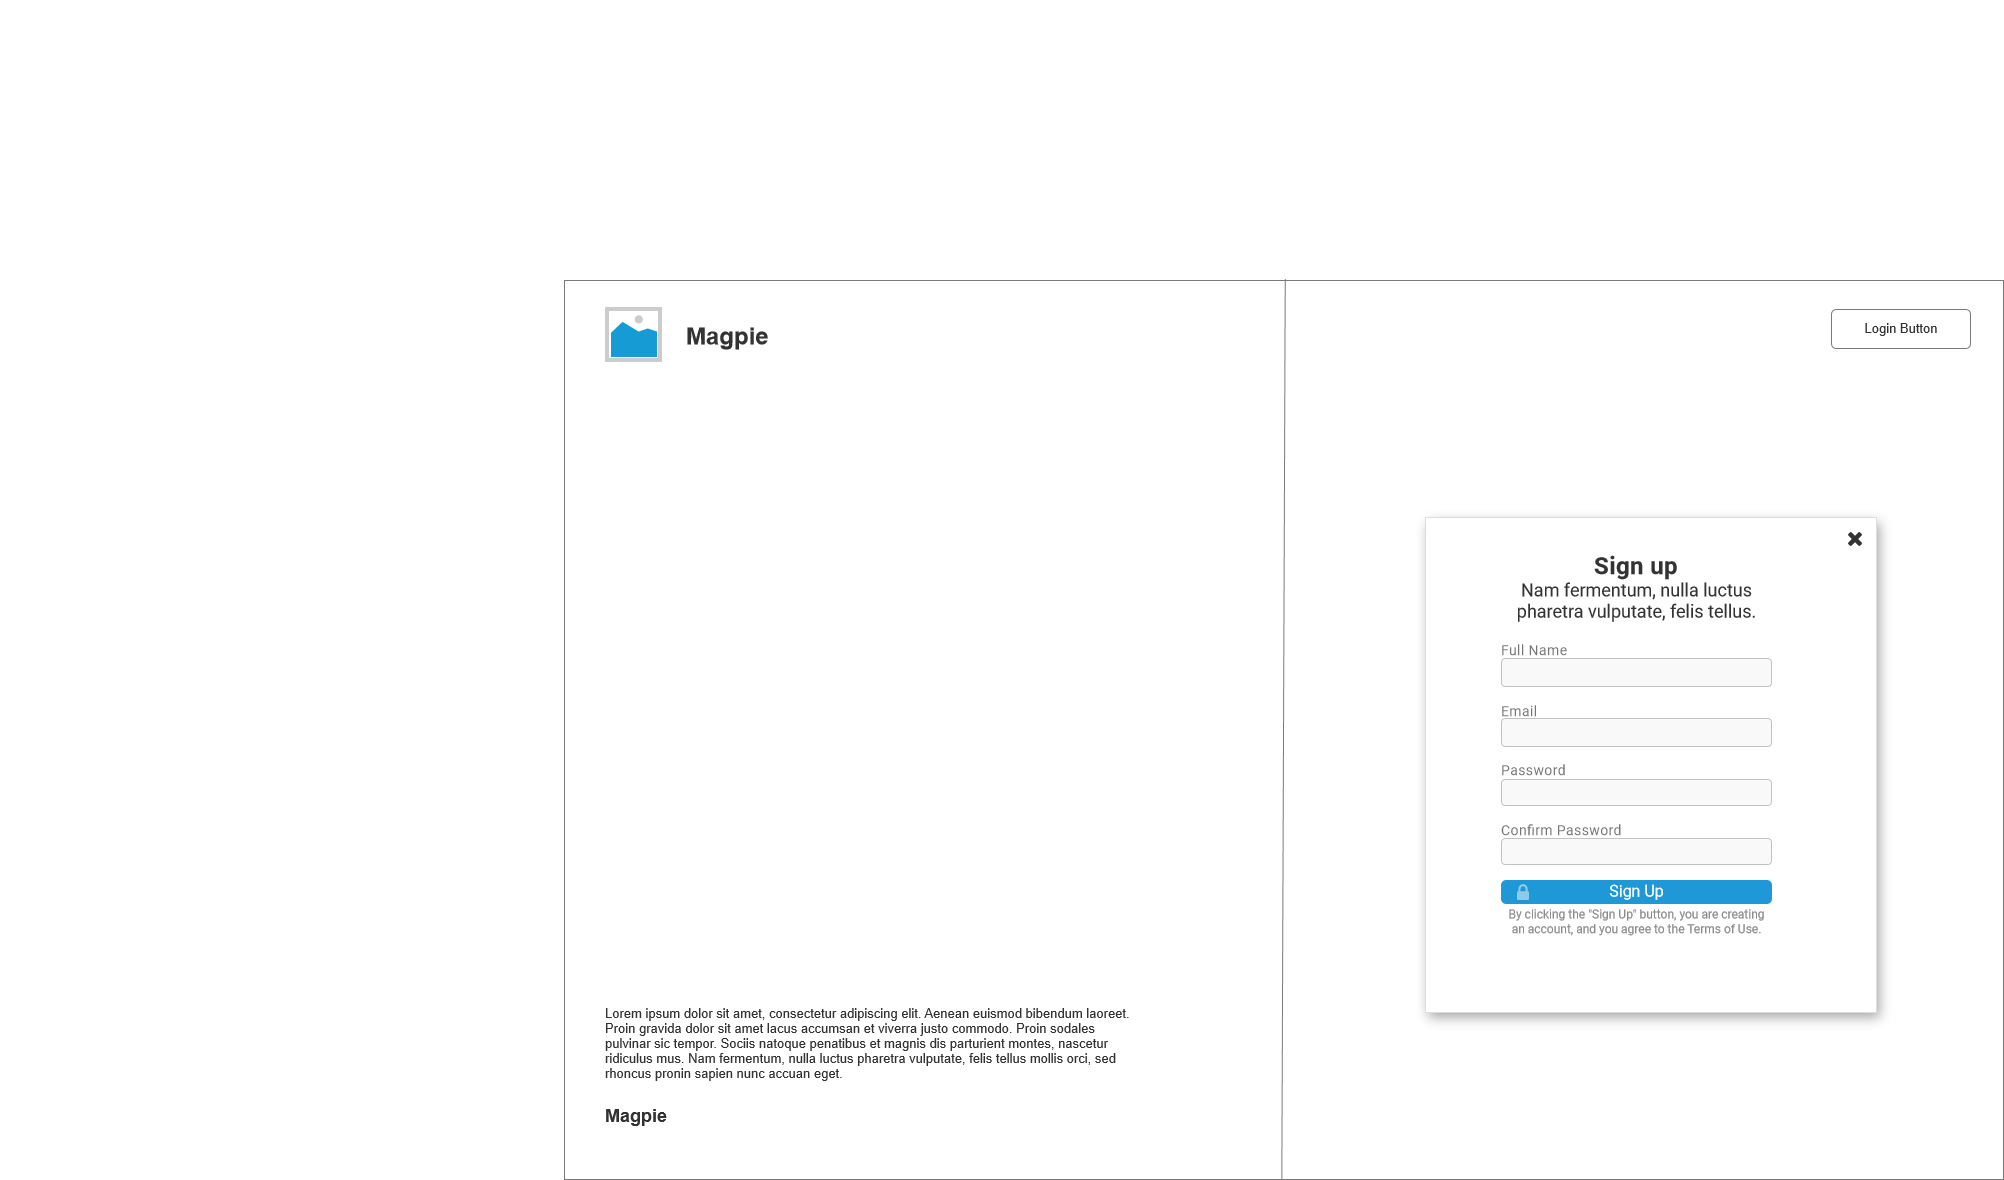 Magpie
Login Button
Sign up
Nam fermentum, nulla luctus
pharetra vulputate, felis tellus.
Full Name
Email
Password
Confirm Password
Sign Up
By clicking the "Sign Up" button, you are creating
an account, and you agree to the Terms of Use.
Lorem ipsum dolor sit amet, consectetur adipiscing elit. Aenean euismod bibendum laoreet.
Proin gravida dolor sit amet lacus accumsan et viverra justo commodo. Proin sodales
pulvinar sic tempor. Sociis natoque penatibus et magnis dis parturient montes, nascetur
ridiculus mus. Nam fermentum, nulla luctus pharetra vulputate, felis tellus mollis orci, sed
rhoncus pronin sapien nunc accuan eget.
Magpie